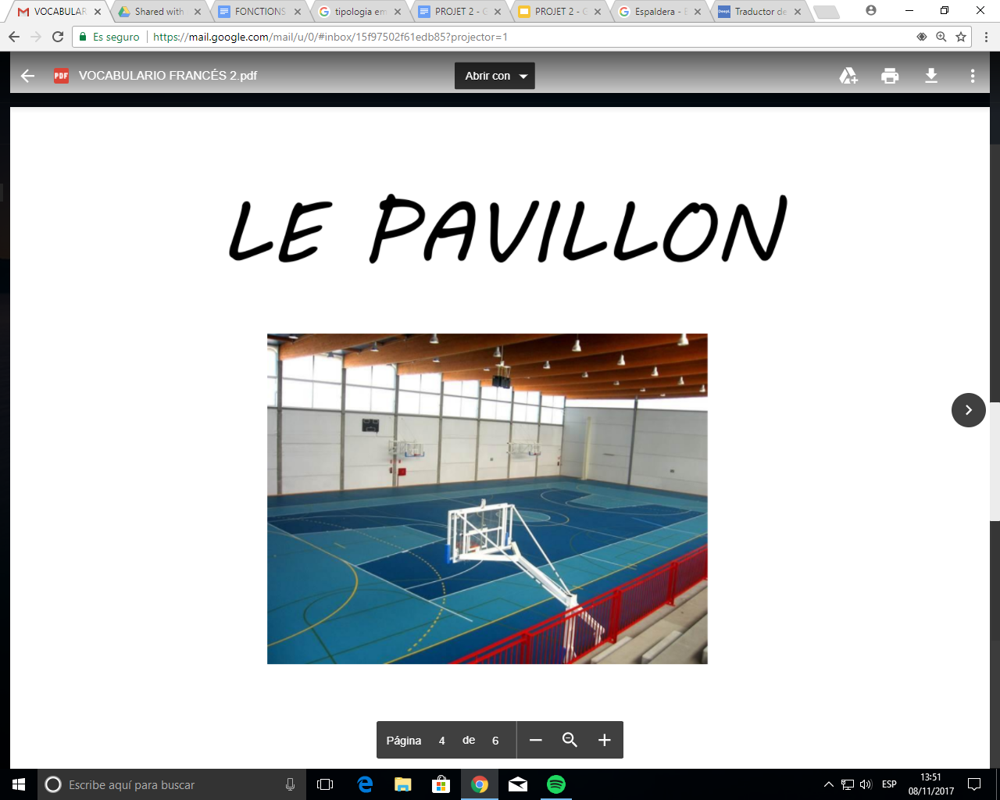 VOCABULAR
Shared with
FONCTIONS
tipologia em
PROJET 2 - G
PROJET 2 - G
Espaldera - E
Traductor de
Es seguro
https://mail.google.com/mail/u/0/#inbox/15f97502f61edb85?projector=1
PDF
VOCABULARIO FRANCÉS 2.pdf
Abrir con
LE PAVILLON
Página 4 de 6
Escribe aquí para buscar
ESP
13:51
08/11/2017